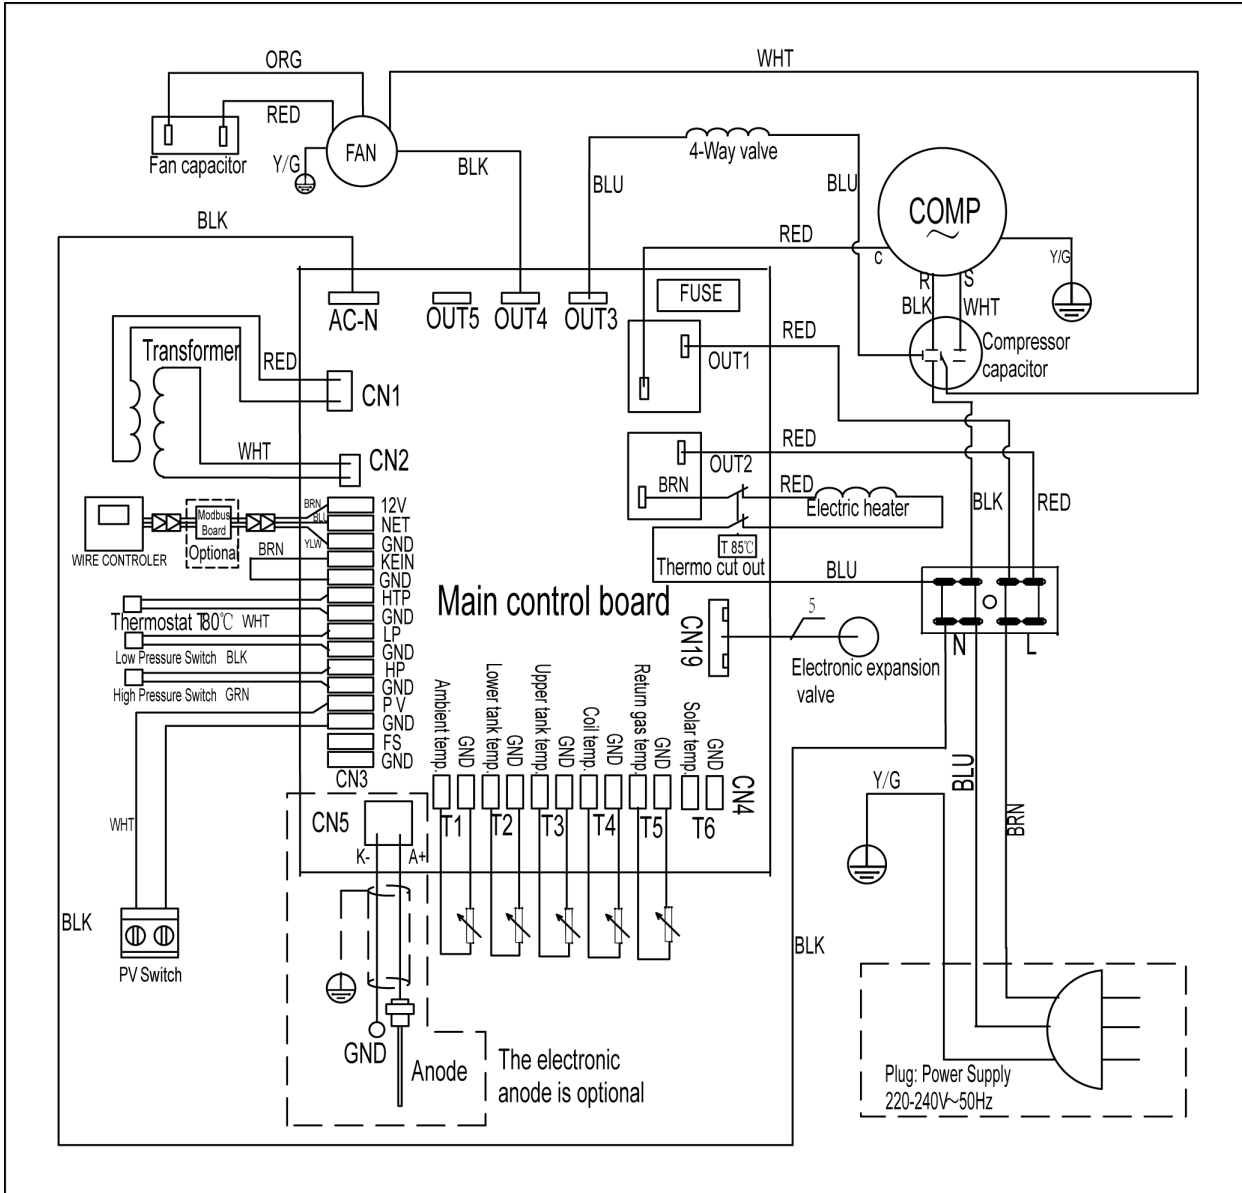 ORG
WHT
RED
Fan capacitor
Y/G
FAN
BLK
4-Way valve
BLU
BLU
COMP
~
BLK
RED
C
R
S
Y/G
BLK
WHT
FUSE
AC-N
OUT5
OUT4
OUT3
RED
Compressor
capacitor
Transformer
RED
CN1
OUT1
WHT
CN2
OUT2
RED
BRN
RED
Electric heater
BLK
RED
BRN
BLU
YLW
12V
NET
GND
KEIN
GND
HTP
GND
LP
GND
HP
GND
PV
GND
FS
GND
CN3
Modbus
Board
Optional
WIRE CONTROLER
BRN
T 85℃
Thermo cut out
BLU
Thermostat T80℃ WHT
Low Pressure Switch BLK
High Pressure Switch GRN
Main control board
CN19
5
Electronic expansion
valve
N
L
Ambient temp.
GND
Lower tank temp.
GND
Upper tank temp.
GND
Coil temp.
GND
Return gas temp.
GND
Solar temp.
GND
CN4
T1
T2
T3
T4
T5
T6
Y/G
BLU
BRN
WHT
CN5
K-
A+
BLK
PV Switch
BLK
GND
Anode
The electronic
anode is optional
Plug: Power Supply
220-240V~50Hz